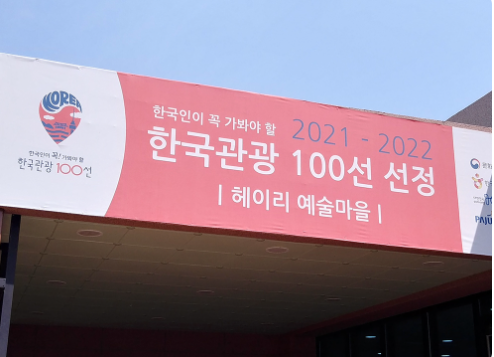 KOREA
한국인이 꼭! 가봐야 할
한국관광 100선
한국인이 꼭 가봐야 할
2021 - 2022
한국관광 100선 선정
| 헤이리 예술마을 |